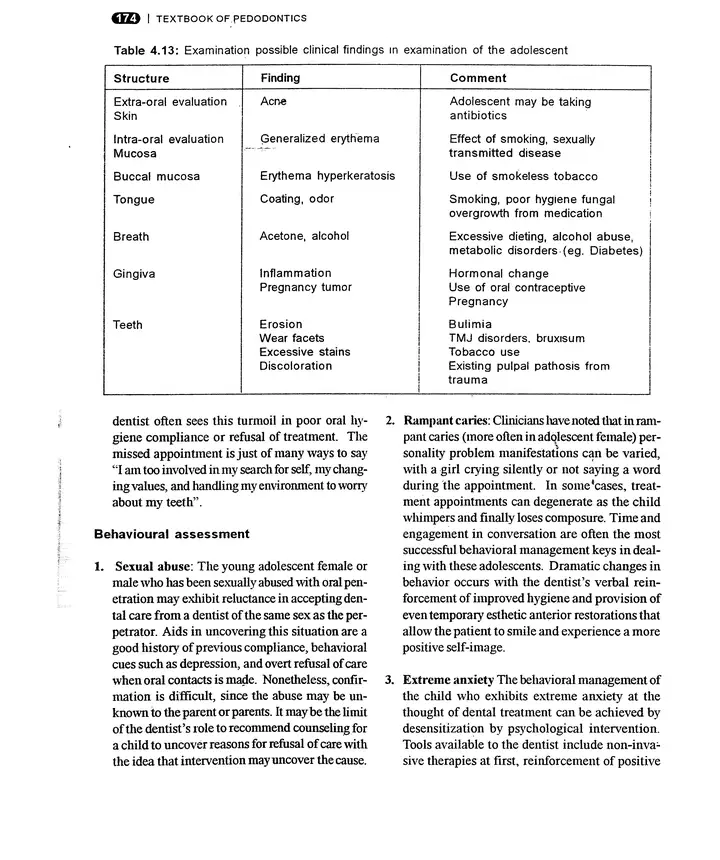 174 | TEXTBOOK OF PEDODONTICS
Table 4.13: Examination possible clinical findings in examination of the adolescent
Structure Finding Comment
Extra-oral evaluation Acne Adolescent may be taking
Skin antibiotics
Intra-oral evaluation Generalized erythema Effect of smoking, sexually
Mucosa transmitted disease
Buccal mucosa Erythema hyperkeratosis Use of smokeless tobacco
Tongue Coating, odor Smoking, poor hygiene fungal
overgrowth from medication
Breath Acetone, alcohol Excessive dieting, alcohol abuse,
metabolic disorders (eg. Diabetes)
Gingiva Inflammation Hormonal change
Pregnancy tumor Use of oral contraceptive
Pregnancy
Teeth Erosion Bulimia
Wear facets TMJ disorders, bruxisum
Excessive stains Tobacco use
Discoloration Existing pulpal pathosis from
trauma
dentist often sees this turmoil in poor oral hy-
giene compliance or refusal of treatment. The
missed appointment is just of many ways to say
"I am too involved in my search for self, my chang-
ing values, and handling my environment to worry
about my teeth".
Behavioural assessment
1. Sexual abuse: The young adolescent female or
male who has been sexually abused with oral pen-
etration may exhibit reluctance in accepting den-
tal care from a dentist of the same sex as the per-
petrator. Aids in uncovering this situation are a
good history of previous compliance, behavioral
cues such as depression, and overt refusal of care
when oral contacts is made. Nonetheless, confir-
mation is difficult, since the abuse may be un-
known to the parent or parents. It may be the limit
of the dentist's role to recommend counseling for
a child to uncover reasons for refusal of care with
the idea that intervention may uncover the cause.
2. Rampant caries: Clinicians have noted that in ram-
pant caries (more often in adolescent female) per-
sonality problem manifestations can be varied,
with a girl crying silently or not saying a word
during the appointment. In some cases, treat-
ment appointments can degenerate as the child
whimpers and finally loses composure. Time and
engagement in conversation are often the most
successful behavioral management keys in deal-
ing with these adolescents. Dramatic changes in
behavior occurs with the dentist's verbal rein-
forcement of improved hygiene and provision of
even temporary esthetic anterior restorations that
allow the patient to smile and experience a more
positive self-image.
3. Extreme anxiety The behavioral management of
the child who exhibits extreme anxiety at the
thought of dental treatment can be achieved by
desensitization by psychological intervention.
Tools available to the dentist include non-inva-
sive therapies at first, reinforcement of positive